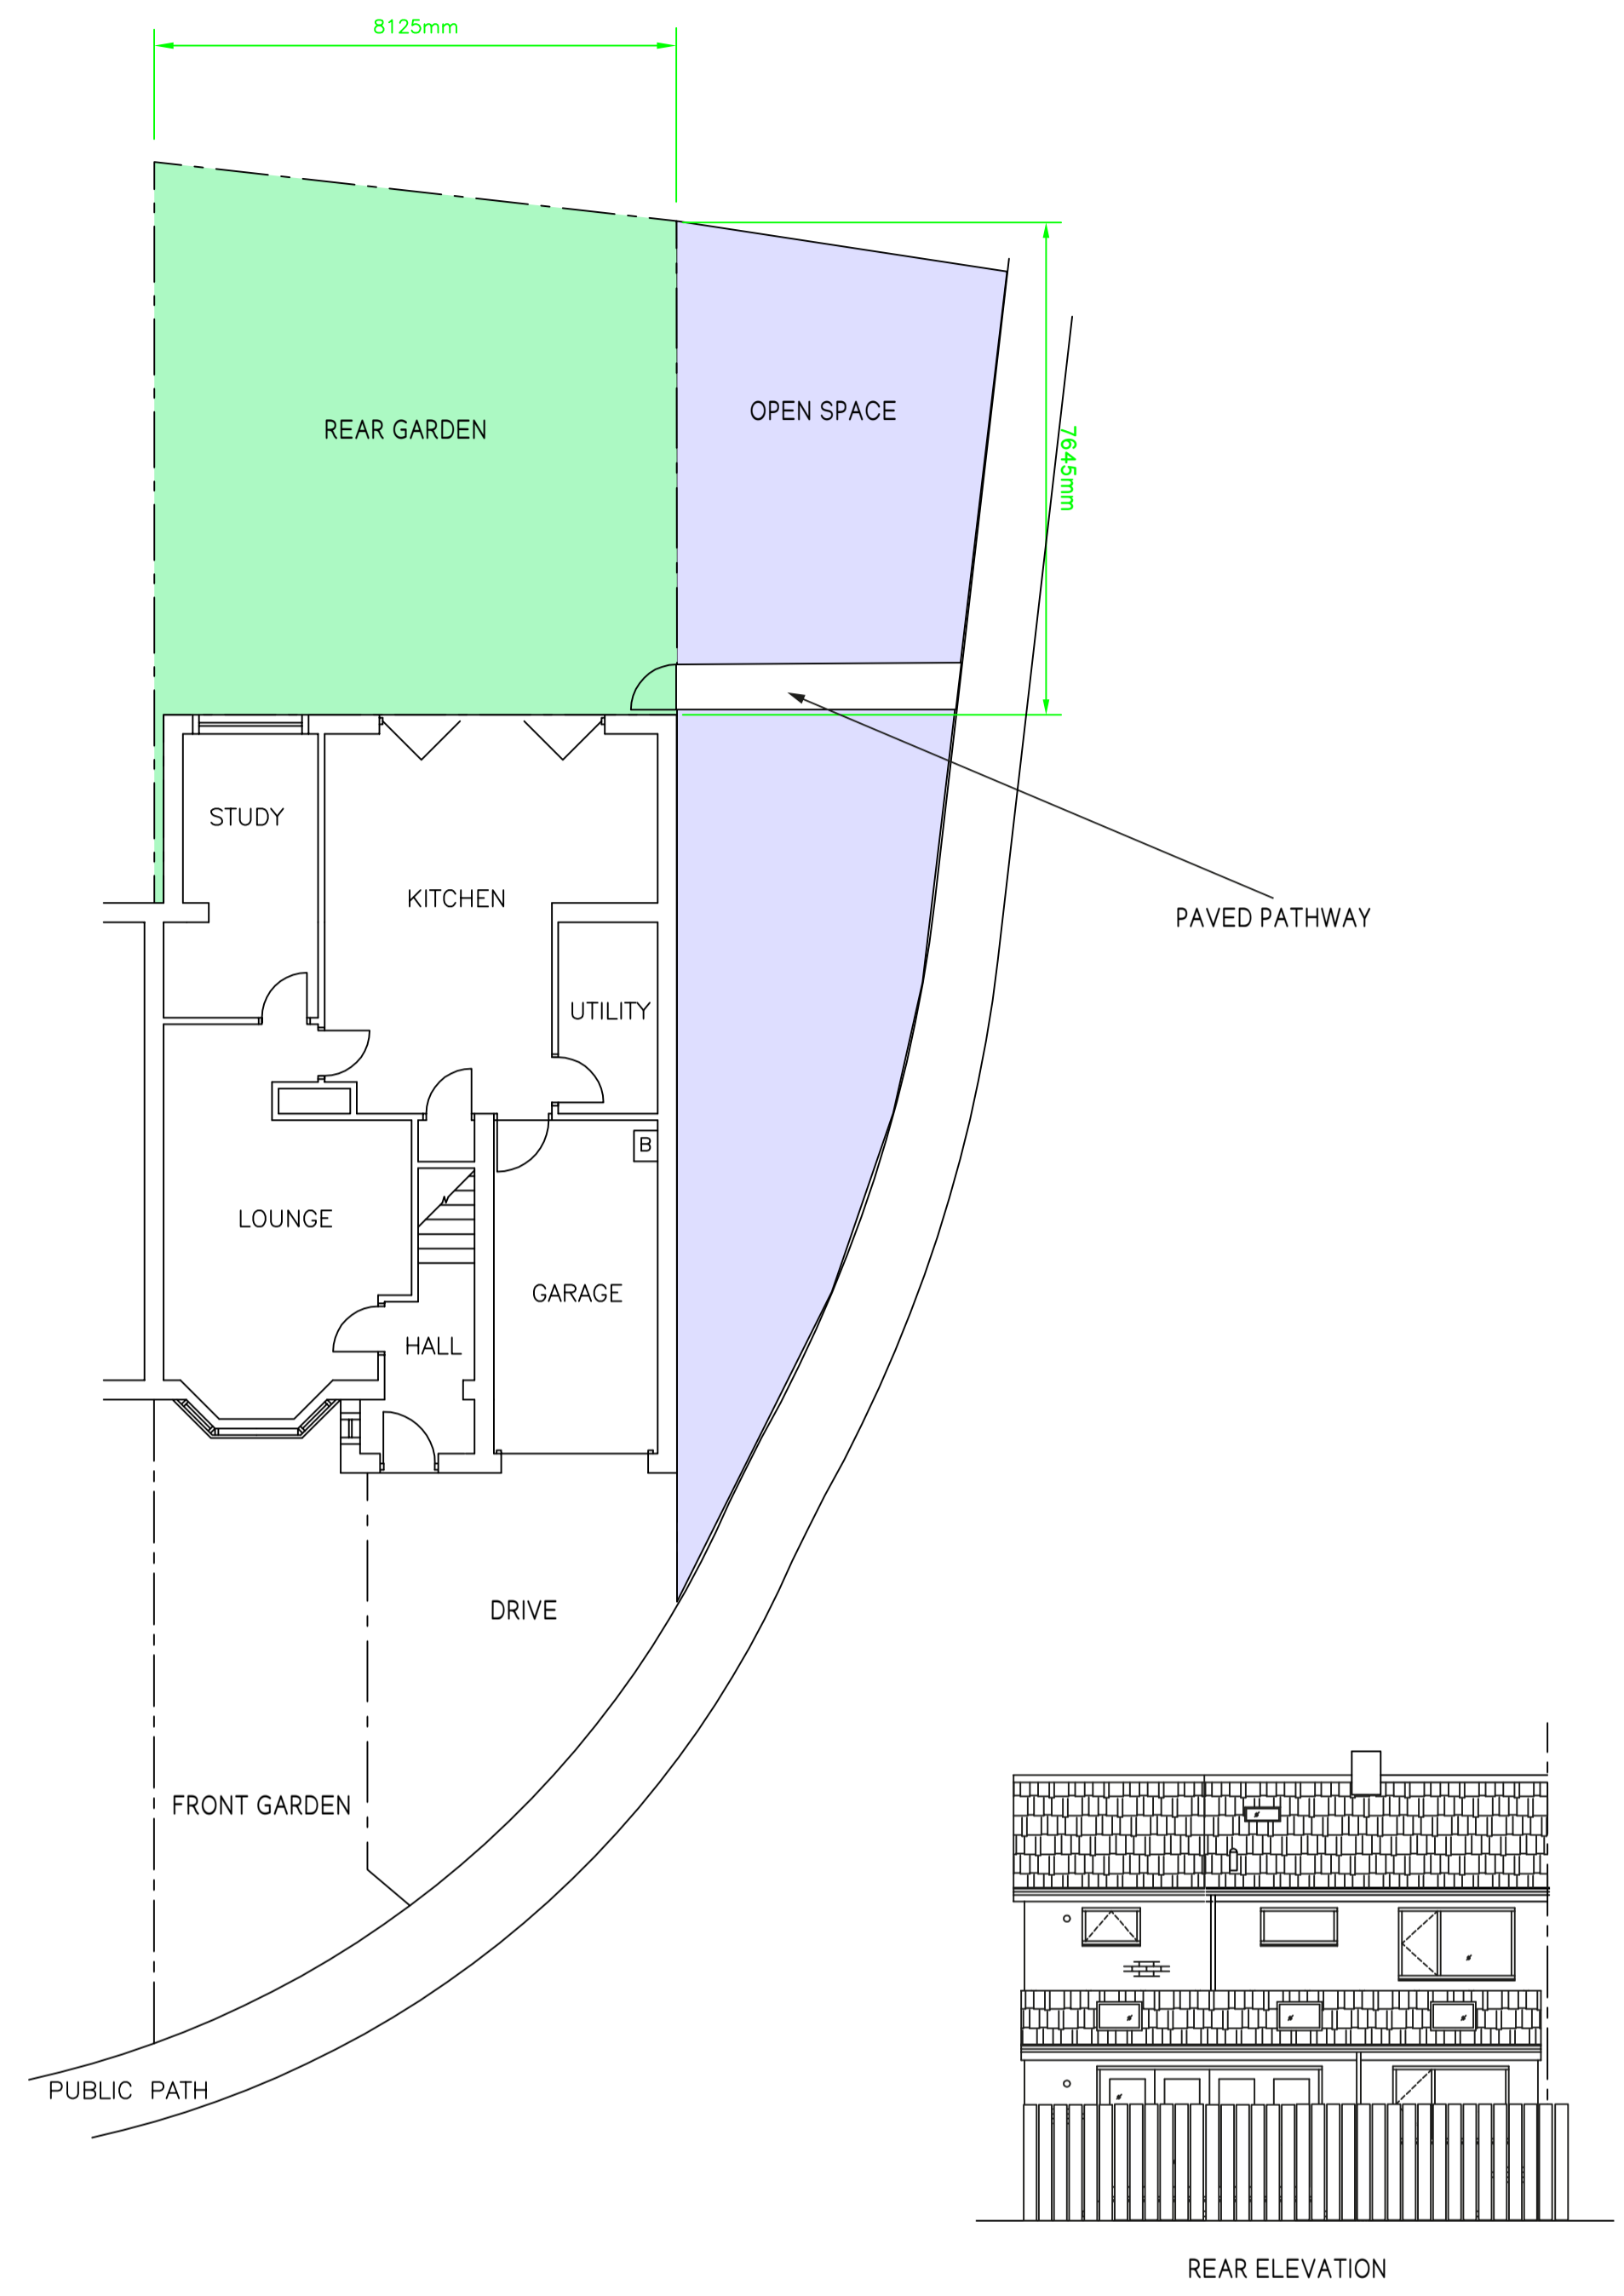 8125mm
REAR GARDEN
OPEN SPACE
7645mm
STUDY
KITCHEN
PAVED PATHWAY
UTILITY
B
LOUNGE
GARAGE
HALL
DRIVE
FRONT GARDEN
PUBLIC PATH
REAR ELEVATION